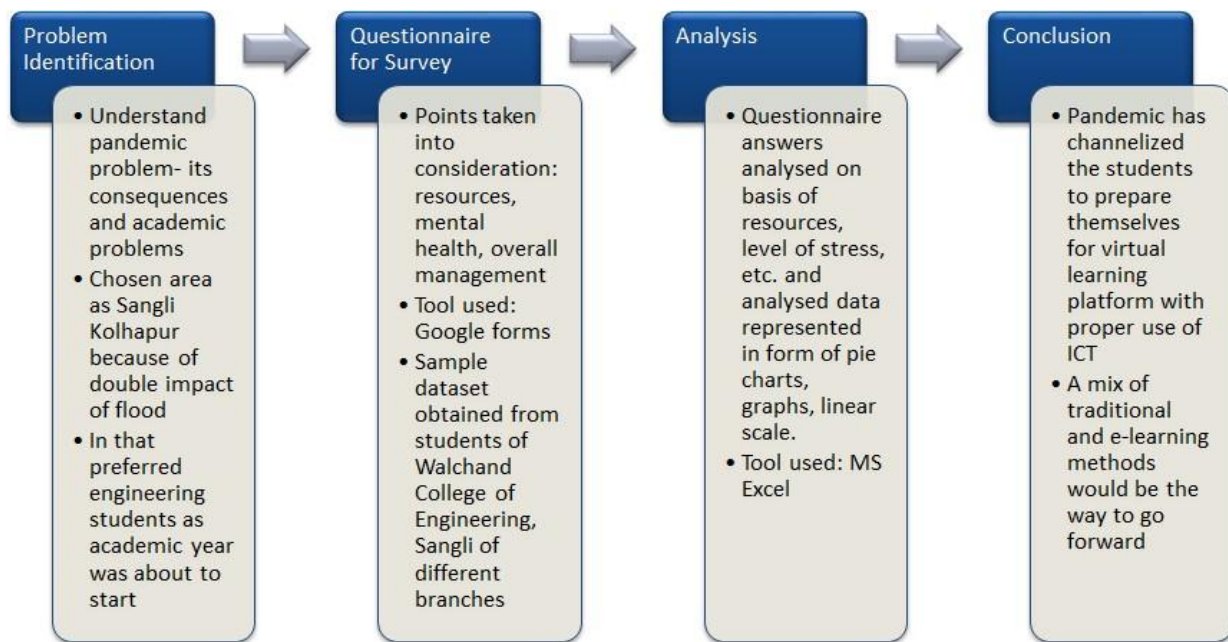 Problem
Identification
• Understand
pandemic
problem- its
consequences
and academic
problems
• Chosen area
as Sangli
Kolhapur
because of
double impact
of flood
• In that
preferred
engineering
students as
academic year
was about to
start
Questionnaire
for Survey
• Points taken
into
consideration:
resources,
mental
health, overall
management
• Tool used:
Google forms
• Sample
dataset
obtained from
students of
Walchand
College of
Engineering,
Sangli of
different
branches
Analysis
• Questionnaire
answers
analysed on
basis of
resources,
level of stress,
etc. and
analysed data
represented
in form of pie
charts,
graphs, linear
scale.
• Tool used: MS
Excel
Conclusion
• Pandemic has
channelized
the students
to prepare
themselves
for virtual
learning
platform with
proper use of
ICT
• A mix of
traditional
and e-learning
methods
would be the
way to go
forward